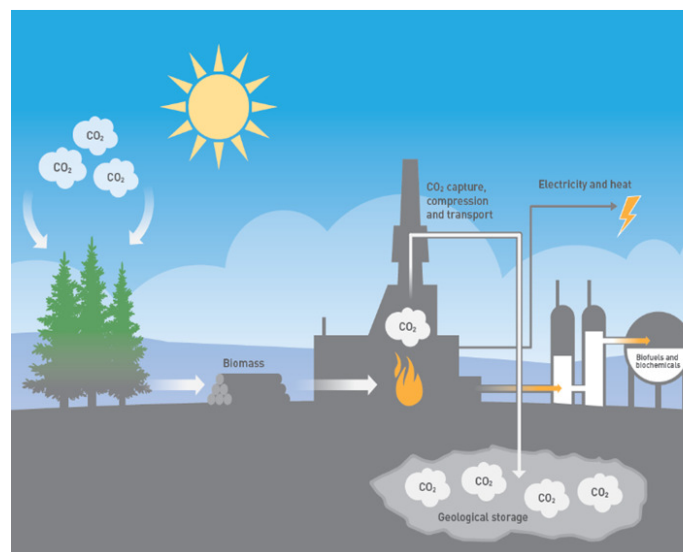 CO₂
CO₂
CO₂
CO₂ capture,
compression
and transport
Electricity and heat
CO₂
Biomass
Biofuels and
biochemicals
CO₂
CO₂
CO₂
CO₂
Geological storage